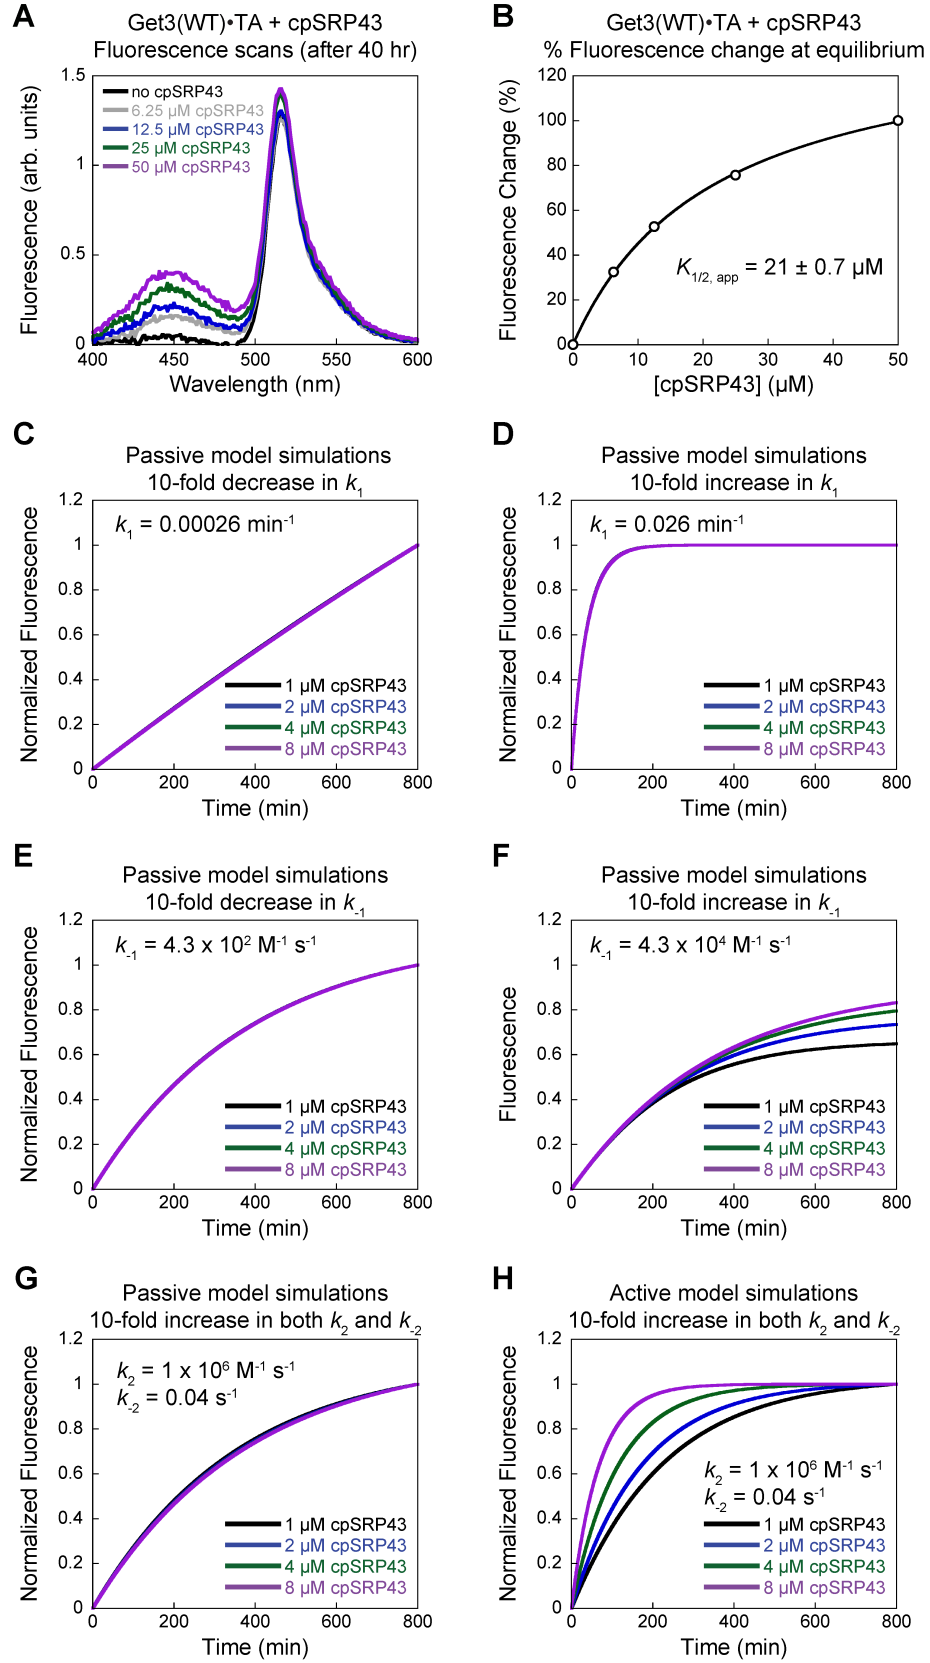 A
Get3(WT)•TA + cpSRP43
Fluorescence scans (after 40 hr)
Fluorescence (arb. units)
1.5
1
0.5
0
no cpSRP43
6.25 µM cpSRP43
12.5 µM cpSRP43
25 µM cpSRP43
50 µM cpSRP43
400 450 500 550 600
Wavelength (nm)
B
Get3(WT)•TA + cpSRP43
% Fluorescence change at equilibrium
Fluorescence Change (%)
120
100
80
60
40
20
0
K1/2, app = 21 ± 0.7 µM
0 10 20 30 40 50
[cpSRP43] (µM)
C
Passive model simulations
10-fold decrease in k1
Normalized Fluorescence
1.2
1
0.8
0.6
0.4
0.2
0
k1 = 0.00026 min-1
1 µM cpSRP43
2 µM cpSRP43
4 µM cpSRP43
8 µM cpSRP43
0 200 400 600 800
Time (min)
D
Passive model simulations
10-fold increase in k1
Normalized Fluorescence
1.2
1
0.8
0.6
0.4
0.2
0
k1 = 0.026 min-1
1 µM cpSRP43
2 µM cpSRP43
4 µM cpSRP43
8 µM cpSRP43
0 200 400 600 800
Time (min)
E
Passive model simulations
10-fold decrease in k-1
Normalized Fluorescence
1.2
1
0.8
0.6
0.4
0.2
0
k-1 = 4.3 x 102 M-1 s-1
1 µM cpSRP43
2 µM cpSRP43
4 µM cpSRP43
8 µM cpSRP43
0 200 400 600 800
Time (min)
F
Passive model simulations
10-fold increase in k-1
Fluorescence
1.2
1
0.8
0.6
0.4
0.2
0
k-1 = 4.3 x 104 M-1 s-1
1 µM cpSRP43
2 µM cpSRP43
4 µM cpSRP43
8 µM cpSRP43
0 200 400 600 800
Time (min)
G
Passive model simulations
10-fold increase in both k2 and k-2
Normalized Fluorescence
1.2
1
0.8
0.6
0.4
0.2
0
k2 = 1 x 106 M-1 s-1
k-2 = 0.04 s-1
1 µM cpSRP43
2 µM cpSRP43
4 µM cpSRP43
8 µM cpSRP43
0 200 400 600 800
Time (min)
H
Active model simulations
10-fold increase in both k2 and k-2
Normalized Fluorescence
1.2
1
0.8
0.6
0.4
0.2
0
k2 = 1 x 106 M-1 s-1
k-2 = 0.04 s-1
1 µM cpSRP43
2 µM cpSRP43
4 µM cpSRP43
8 µM cpSRP43
0 200 400 600 800
Time (min)